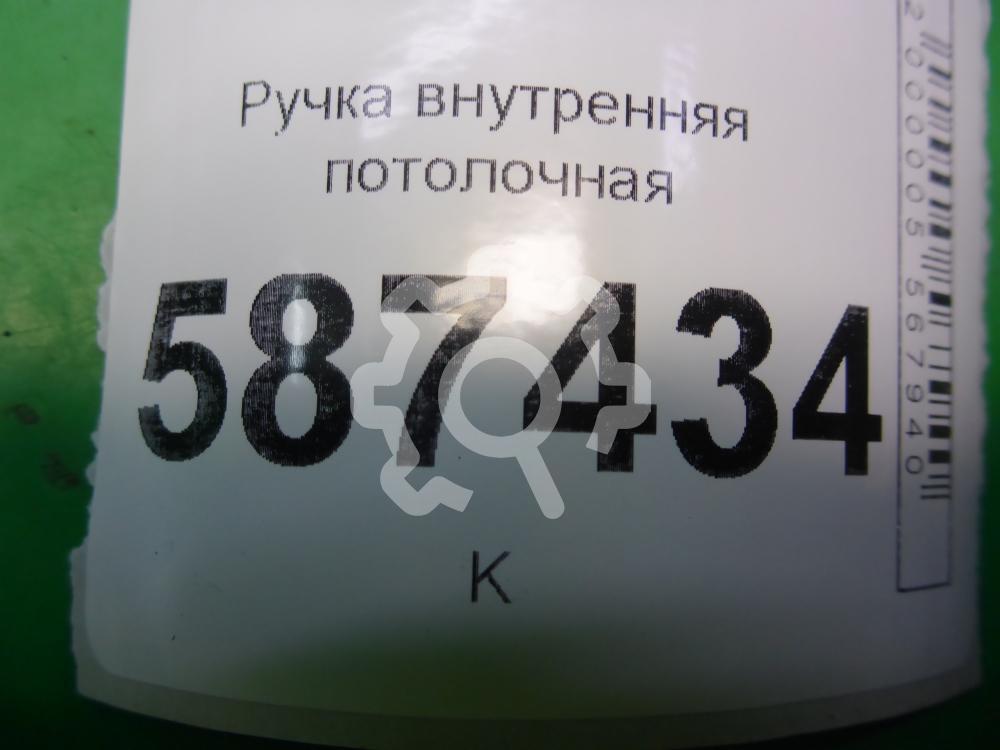 Ручка внутренняя
потолочная
587434
К
2000005567940